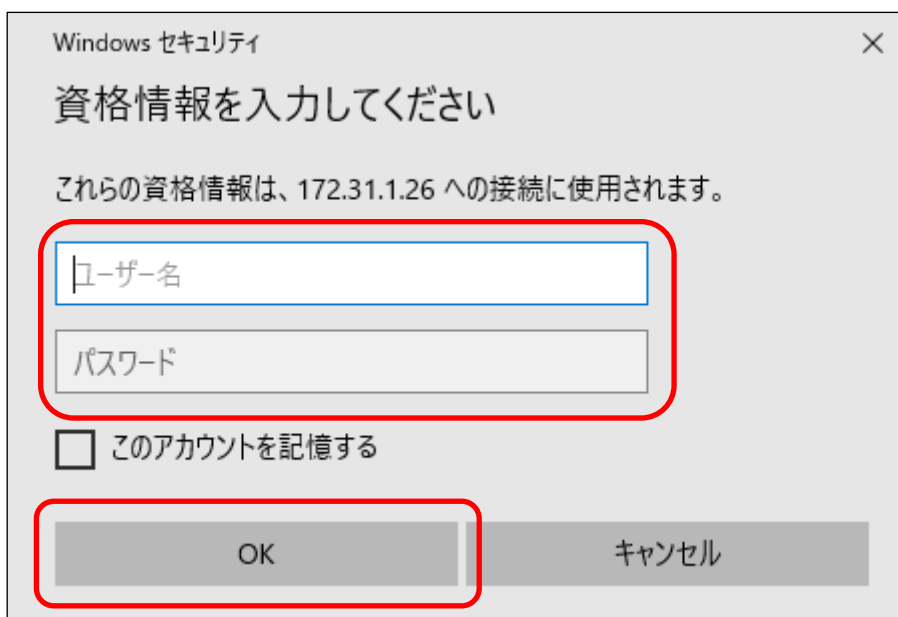 Windows セキュリティ
資格情報を入力してください
これらの資格情報は、172.31.1.26 への接続に使用されます。
ユーザー名
パスワード
このアカウントを記憶する
OK
キャンセル